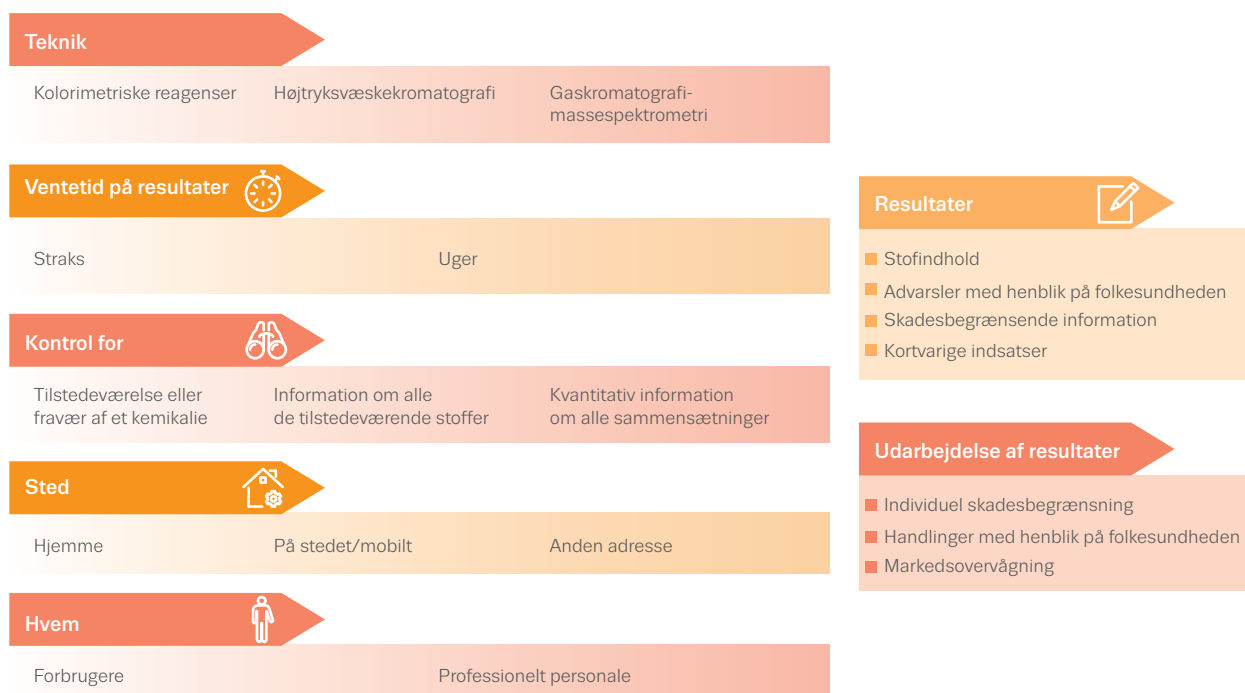 Teknik
Kolorimetriske reagenser
Højtryksvæskekromatografi
Gaskromatografi-
massespektrometri
Ventetid på resultater
Straks
Uger
Kontrol for
Tilstedeværelse eller
fravær af et kemikalie
Information om alle
de tilstedeværende stoffer
Kvantitativ information
om alle sammensætninger
Sted
Hjemme
På stedet/mobilt
Anden adresse
Hvem
Forbrugere
Professionelt personale
Resultater
Stofindhold
Advarsler med henblik på folkesundheden
Skadesbegrænsende information
Kortvarige indsatser
Udarbejdelse af resultater
Individuel skadesbegrænsning
Handlinger med henblik på folkesundheden
Markedsovervågning